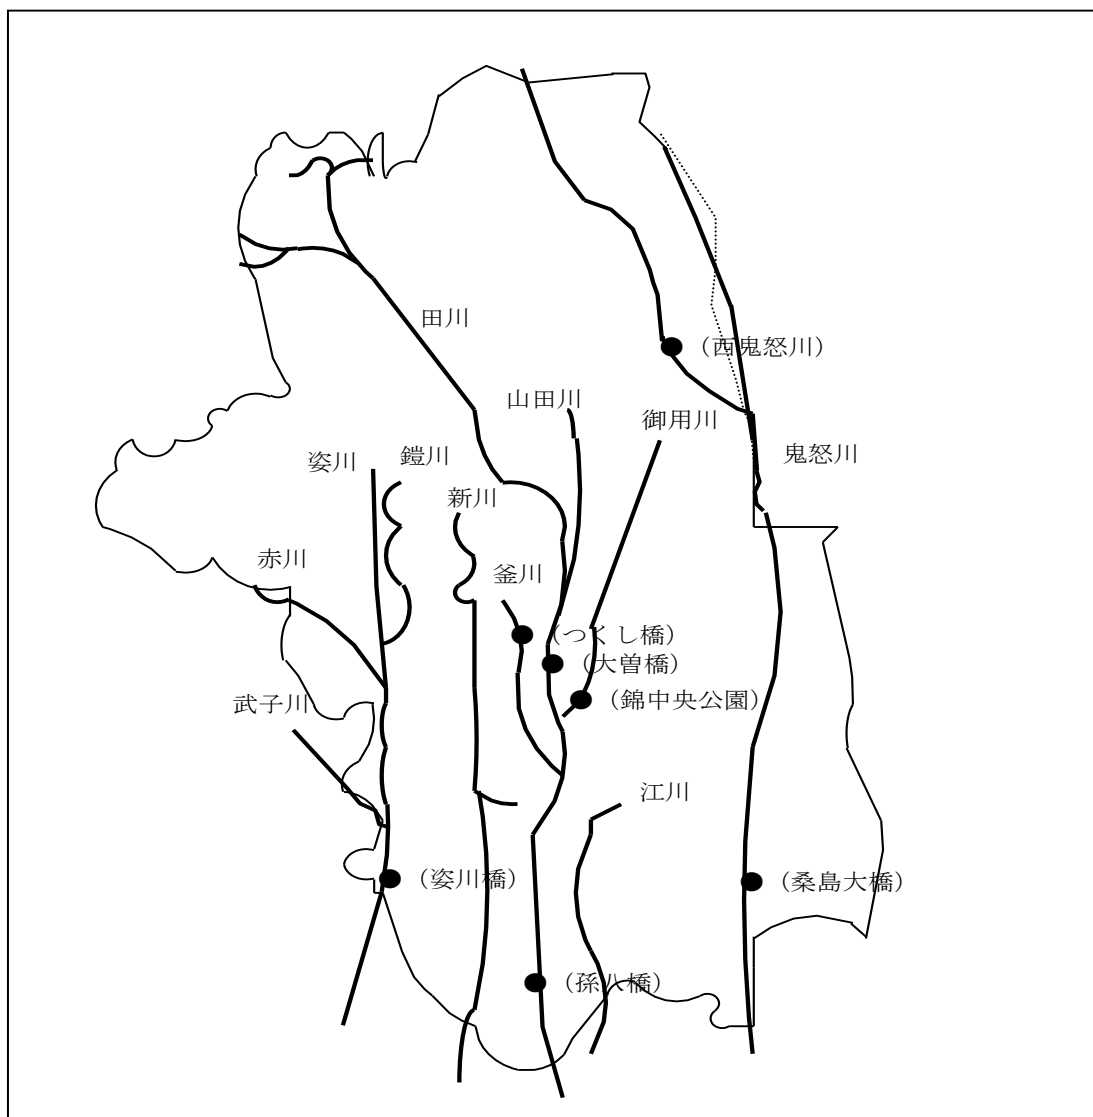 田川
（西鬼怒川）
山田川
御用川
鬼怒川
姿川
鎧川
新川
赤川
釜川
（つくし橋）
（大曽橋）
（錦中央公園）
武子川
江川
（姿川橋）
（桑島大橋）
（孫八橋）